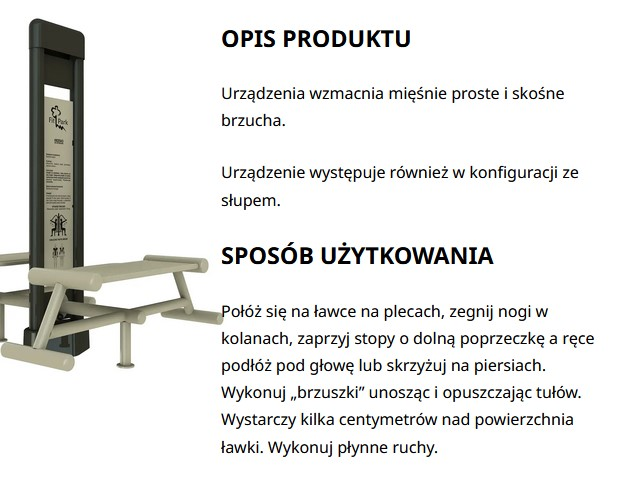 OPIS PRODUKTU
Urządzenia wzmacnia mięśnie proste i skośne
brzucha.
Urządzenie występuje również w konfiguracji ze
słupem.
SPOSÓB UŻYTKOWANIA
Połóż się na ławce na plecach, zegnij nogi w
kolanach, zaprzyj stopy o dolną poprzeczkę a ręce
podłóż pod głowę lub skrzyżuj na piersiach.
Wykonuj „brzuszki” unosząc i opuszczając tułów.
Wystarczy kilka centymetrów nad powierzchnia
ławki. Wykonuj płynne ruchy.
Fit Park